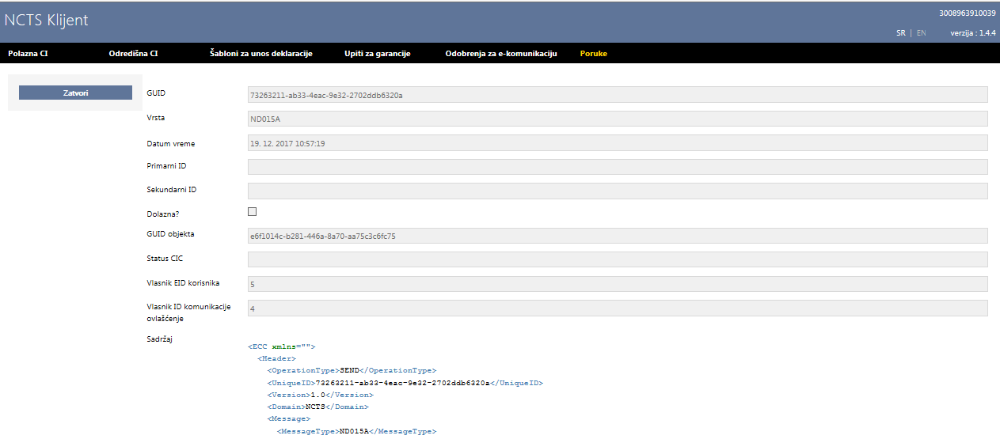 NCTS Klijent
3008963910039
SR | EN verzija : 1.4.4
Polazna CI Odredišna CI Šabloni za unos deklaracije Upiti za garancije Odobrenja za e-komunikaciju Poruke
Zatvori
GUID 73263211-ab33-4eac-9e32-2702ddb6320a
Vrsta ND015A
Datum vreme 19. 12. 2017 10:57:19
Primarni ID
Sekundarni ID
Dolazna?
GUID objekta e6f1014c-b281-446a-8a70-aa75c3c6fc75
Status CIC
Vlasnik EID korisnika 5
Vlasnik ID komunikacije
ovlašćenje 4
Sadržaj
<ECC xmlns="">
<Header>
<OperationType>SEND</OperationType>
<UniqueID>73263211-ab33-4eac-9e32-2702ddb6320a</UniqueID>
<Version>1.0</Version>
<Domain>NCTS</Domain>
<Message>
<MessageType>ND015A</MessageType>